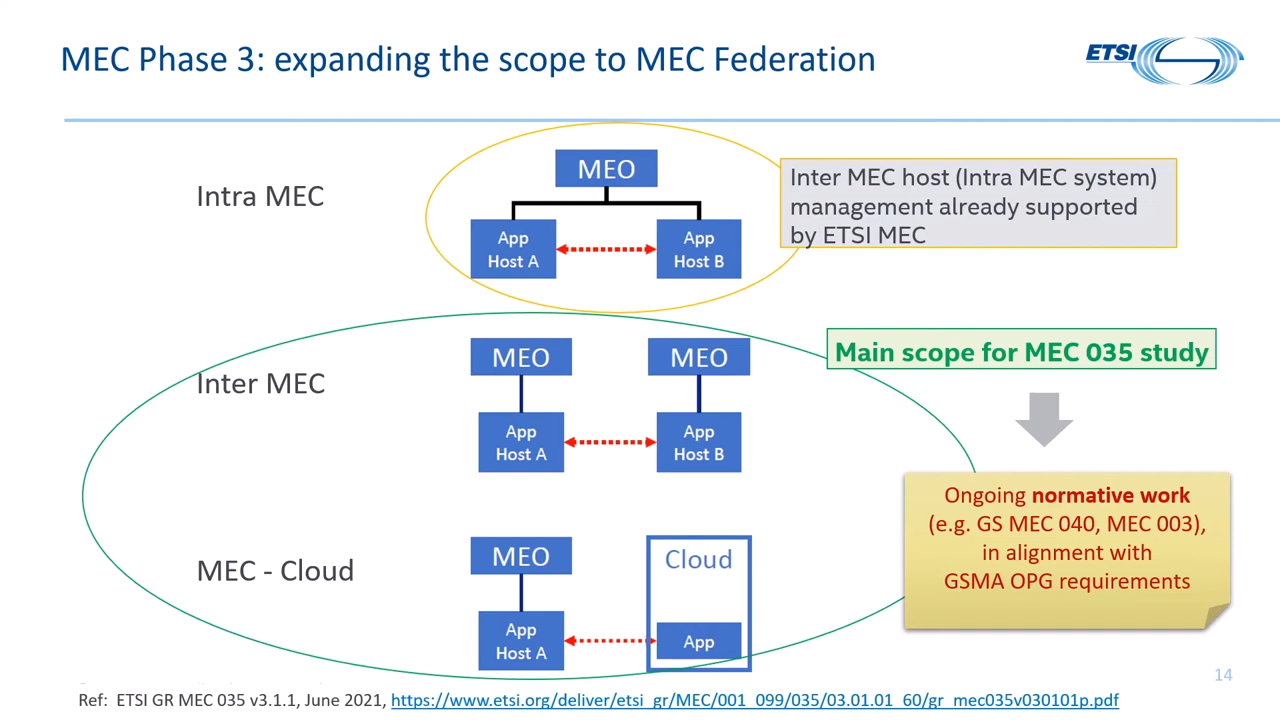 MEC Phase 3: expanding the scope to MEC Federation
ETSI
Intra MEC
MEO
App
Host A
App
Host B
Inter MEC host (Intra MEC system)
management already supported
by ETSI MEC
Inter MEC
MEO
App
Host A
MEO
App
Host B
Main scope for MEC 035 study
Ongoing normative work
(e.g. GS MEC 040, MEC 003),
in alignment with
GSMA OPG requirements
MEC - Cloud
MEO
App
Host A
Cloud
App
14
Ref: ETSI GR MEC 035 v3.1.1, June 2021, https://www.etsi.org/deliver/etsi_gr/MEC/001_099/035/03.01.01_60/gr_mec035v030101p.pdf